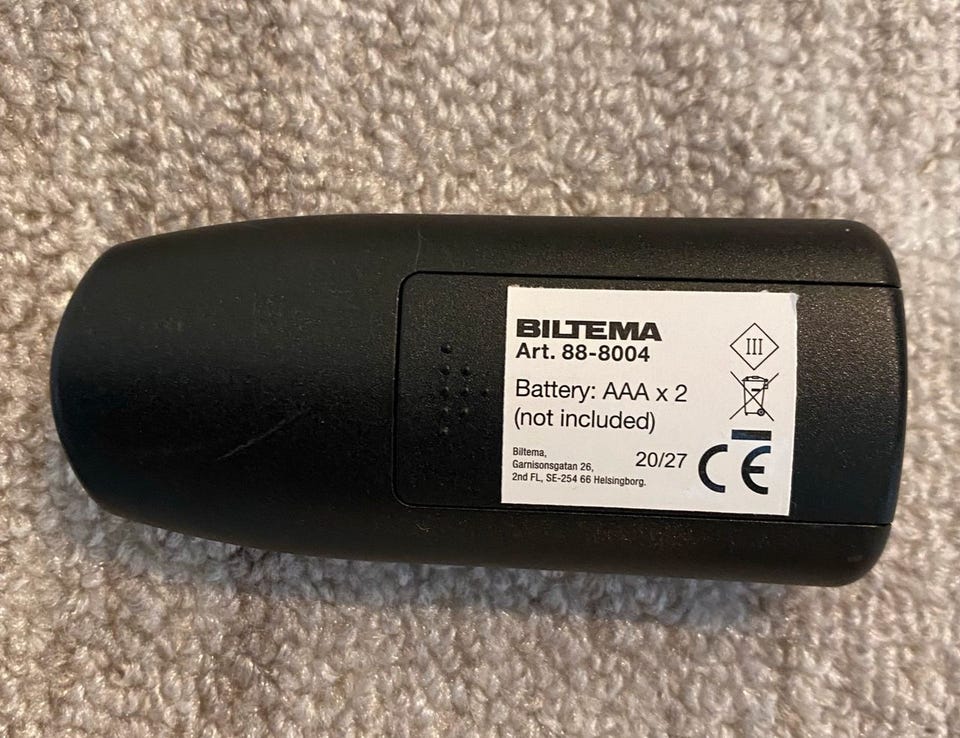 BILTEMA
Art. 88-8004
III
Battery: AAA x 2
(not included)
Biltema,
Garnisonsgatan 26,
2nd FL, SE-254 66 Helsingborg.
20/27
CE